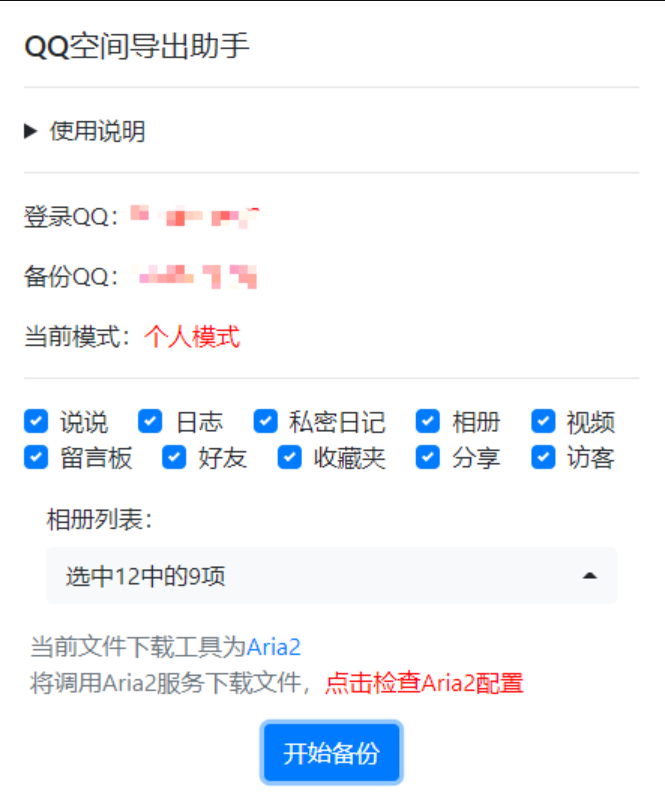 QQ空间导出助手
使用说明
登录QQ：
备份QQ：
当前模式：个人模式
说说 日志 私密日记 相册 视频
留言板 好友 收藏夹 分享 访客
相册列表：
选中12中的9项
当前文件下载工具为Aria2
将调用Aria2服务下载文件，点击检查Aria2配置
开始备份